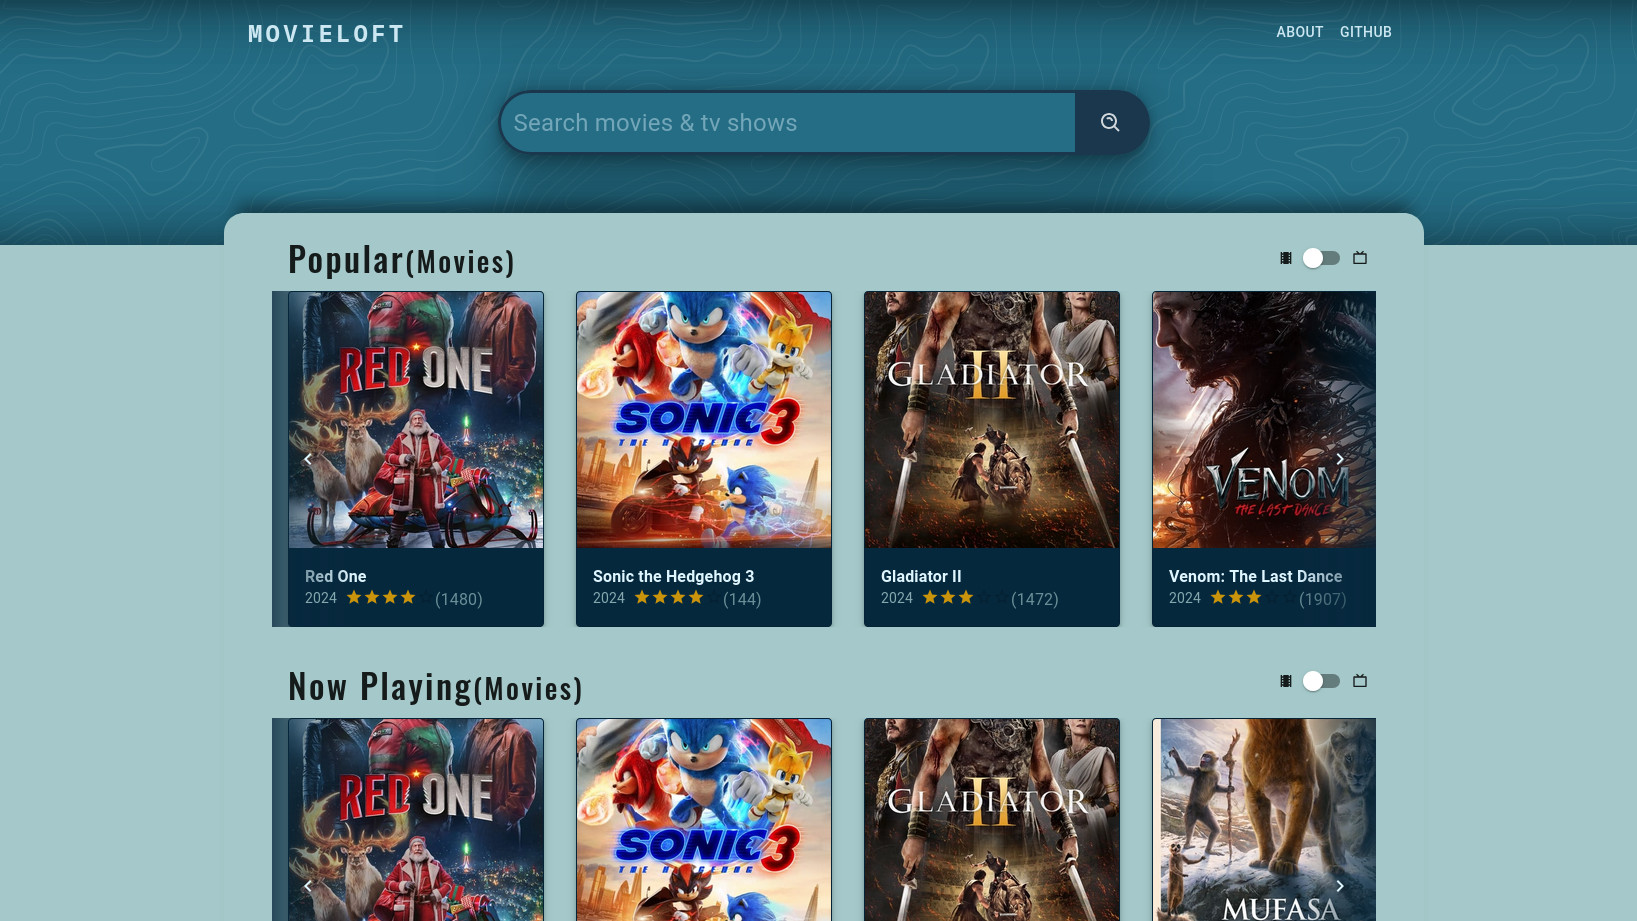 MOVIELOFT
ABOUT GITHUB
Search movies & tv shows
Popular(Movies)
RED ONE
SONIC 3
THE HEDGEHOG
GLADIATOR
II
VENOM
THE LAST DANCE
Red One
2024 (1480)
Sonic the Hedgehog 3
2024 (144)
Gladiator II
2024 (1472)
Venom: The Last Dance
2024 (1907)
Now Playing(Movies)
RED ONE
SONIC 3
THE HEDGEHOG
GLADIATOR
II
MUFASA